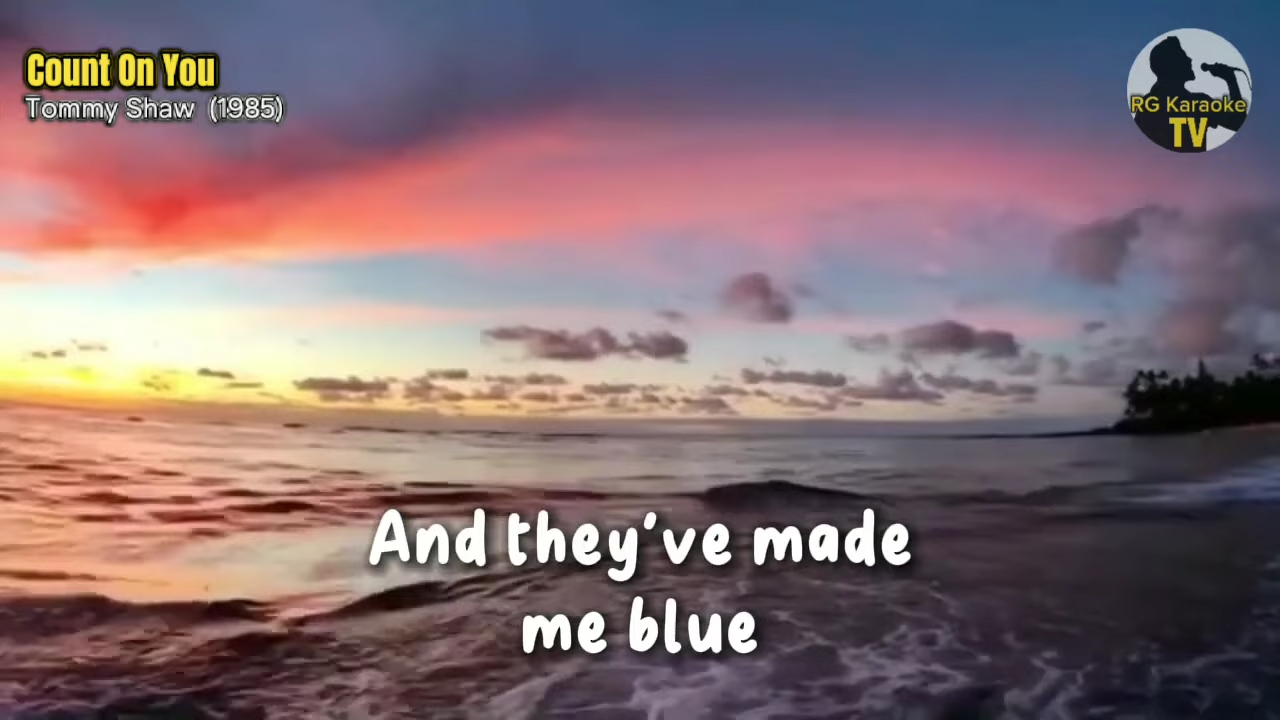 Count On You
Tommy Shaw (1985)
RG Karaoke
TV
And they've made
me blue